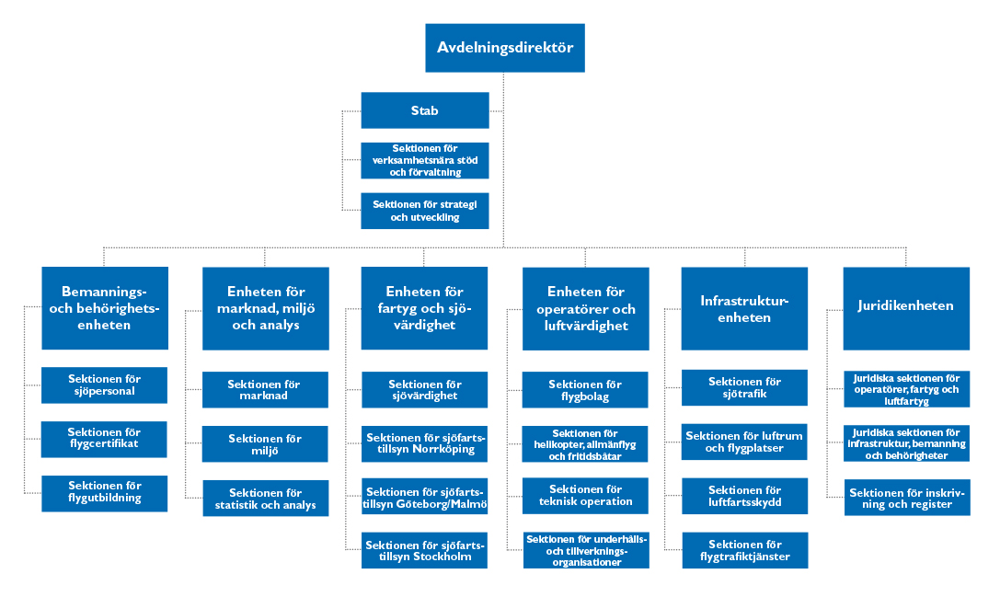 Avdelningsdirektör
Stab
Sektionen för
verksamhetsnära stöd
och förvaltning
Sektionen för strategi
och utveckling
Bemannings-
och behörighets-
enheten
Sektionen för
sjöpersonal
Sektionen för
flygcertifikat
Sektionen för
flygutbildning
Enheten för
marknad, miljö
och analys
Sektionen för
marknad
Sektionen för
miljö
Sektionen för
statistik och analys
Enheten för
fartyg och sjö-
värdighet
Sektionen för
sjövärdighet
Sektionen för sjöfarts-
tillsyn Norrköping
Sektionen för sjöfarts-
tillsyn Göteborg/Malmö
Sektionen för sjöfarts-
tillsyn Stockholm
Enheten för
operatörer och
luftvärdighet
Sektionen för
flygbolag
Sektionen för
helikopter, allmänflyg
och fritidsbåtar
Sektionen för
teknisk operation
Sektionen för underhålls-
och tillverknings-
organisationer
Infrastruktur-
enheten
Sektionen för
sjötrafik
Sektionen för luftrum
och flygplatser
Sektionen för
luftfartsskydd
Sektionen för
flygtrafiktjänster
Juridikenheten
Juridiska sektionen för
operatörer, fartyg och
luftfartyg
Juridiska sektionen för
infrastruktur, bemanning
och behörigheter
Sektionen för inskriv-
ning och register